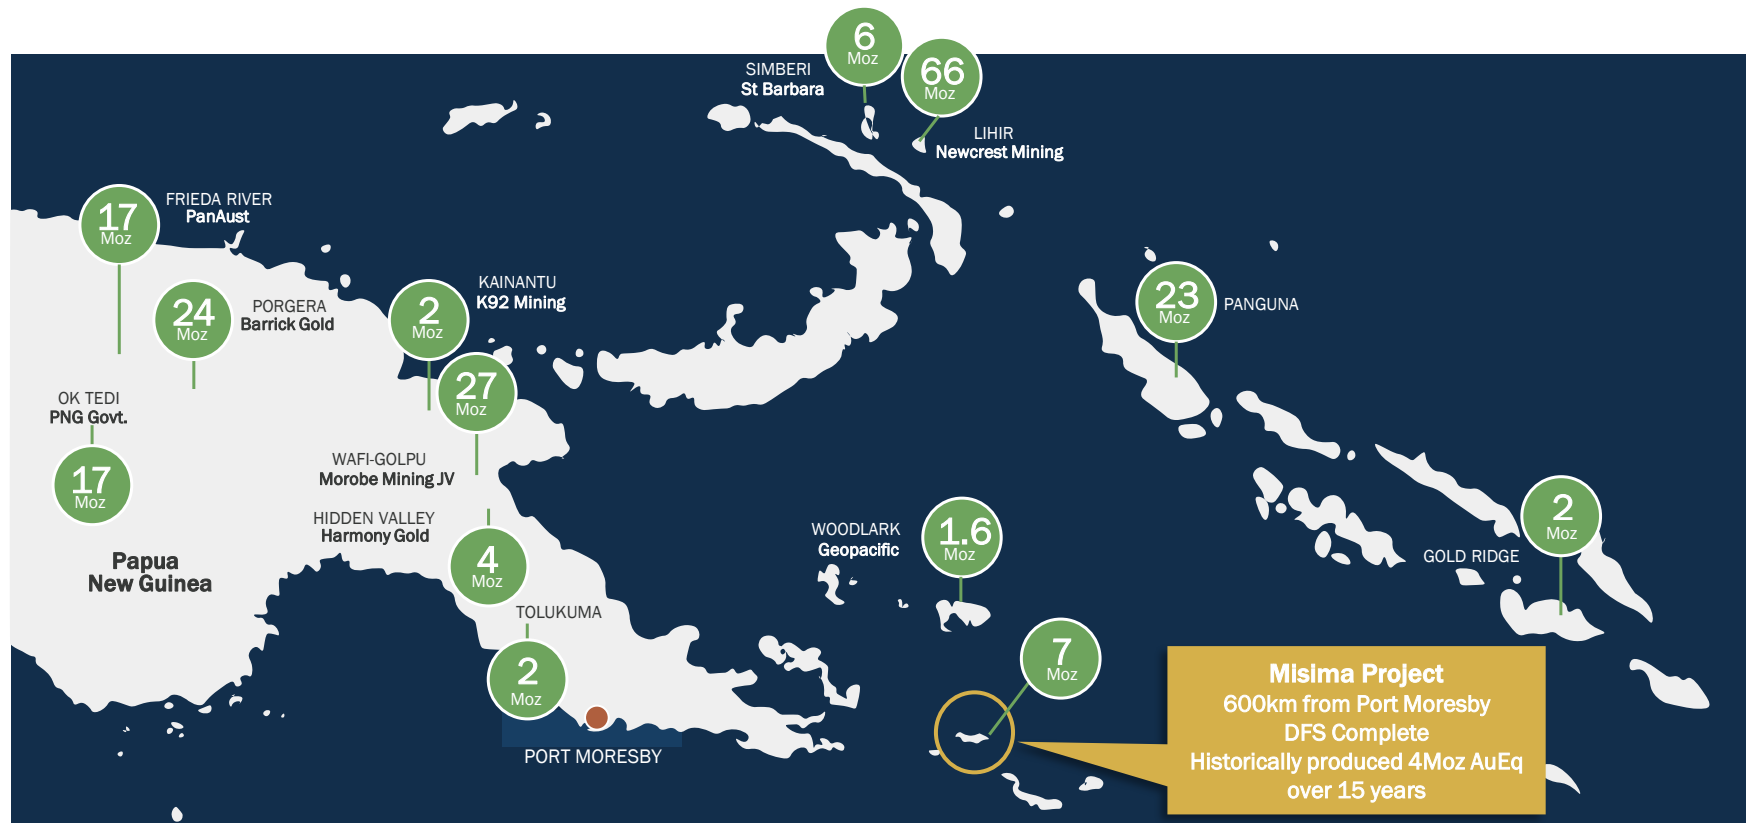 6
Moz
SIMBERI
St Barbara
66
Moz
LIHIR
Newcrest Mining
17
Moz
FRIEDA RIVER
PanAust
24
Moz
PORGERA
Barrick Gold
2
Moz
KAINANTU
K92 Mining
23
Moz
PANGUNA
27
Moz
OK TEDI
PNG Govt.
17
Moz
WAFI-GOLPU
Morobe Mining JV
HIDDEN VALLEY
Harmony Gold
4
Moz
WOODLARK
Geopacific
1.6
Moz
2
Moz
GOLD RIDGE
Papua
New Guinea
TOLUKUMA
2
Moz
7
Moz
PORT MORESBY
Misima Project
600km from Port Moresby
DFS Complete
Historically produced 4Moz AuEq
over 15 years